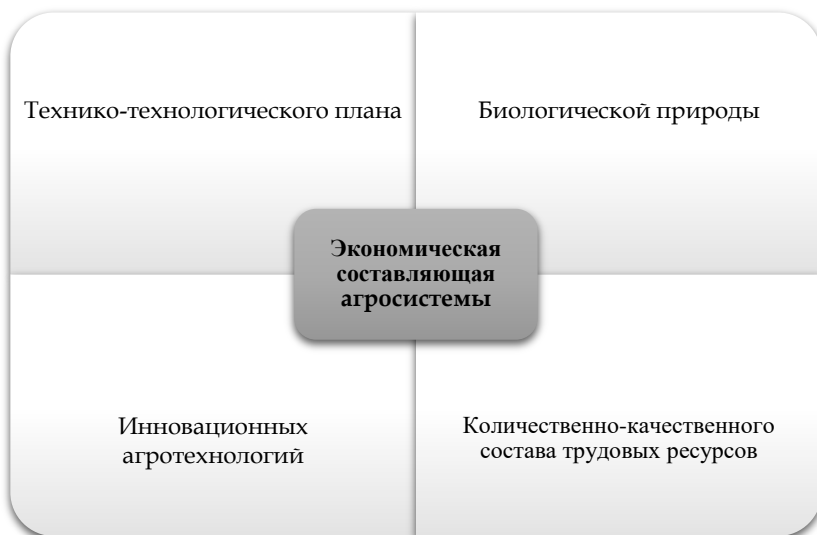 Технико-технологического плана
Биологической природы
Экономическая
составляющая
агросистемы
Инновационных
агротехнологий
Количественно-качественного
состава трудовых ресурсов